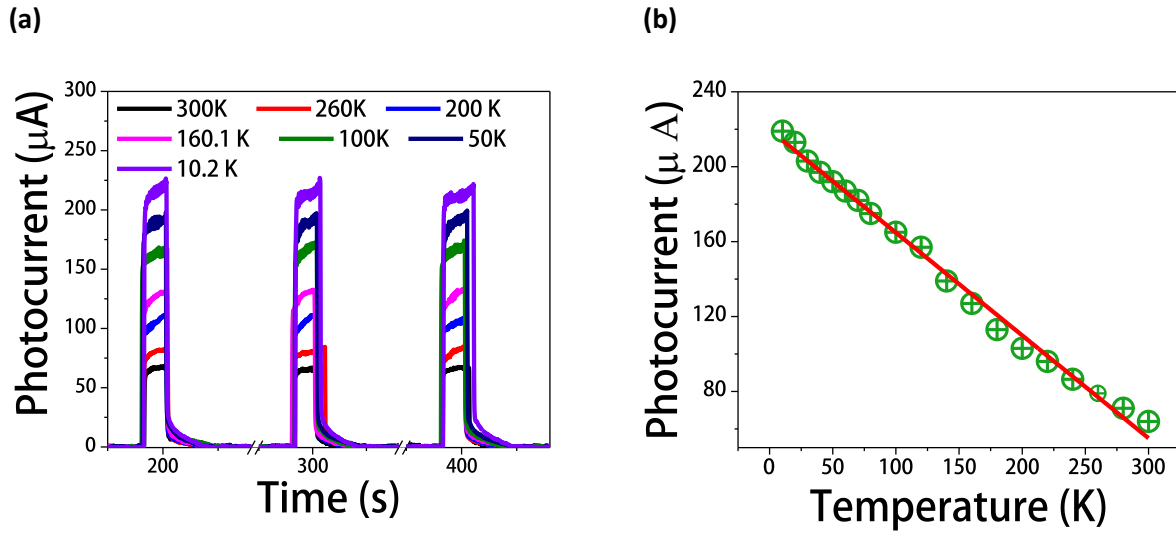 (a)
(b)
Photocurrent (μA)
300
250
200
150
100
50
0
300K
260K
200 K
160.1 K
100K
50K
10.2 K
200
300
400
Time (s)
Photocurrent (μ A)
240
200
160
120
80
0
50
100
150
200
250
300
Temperature (K)